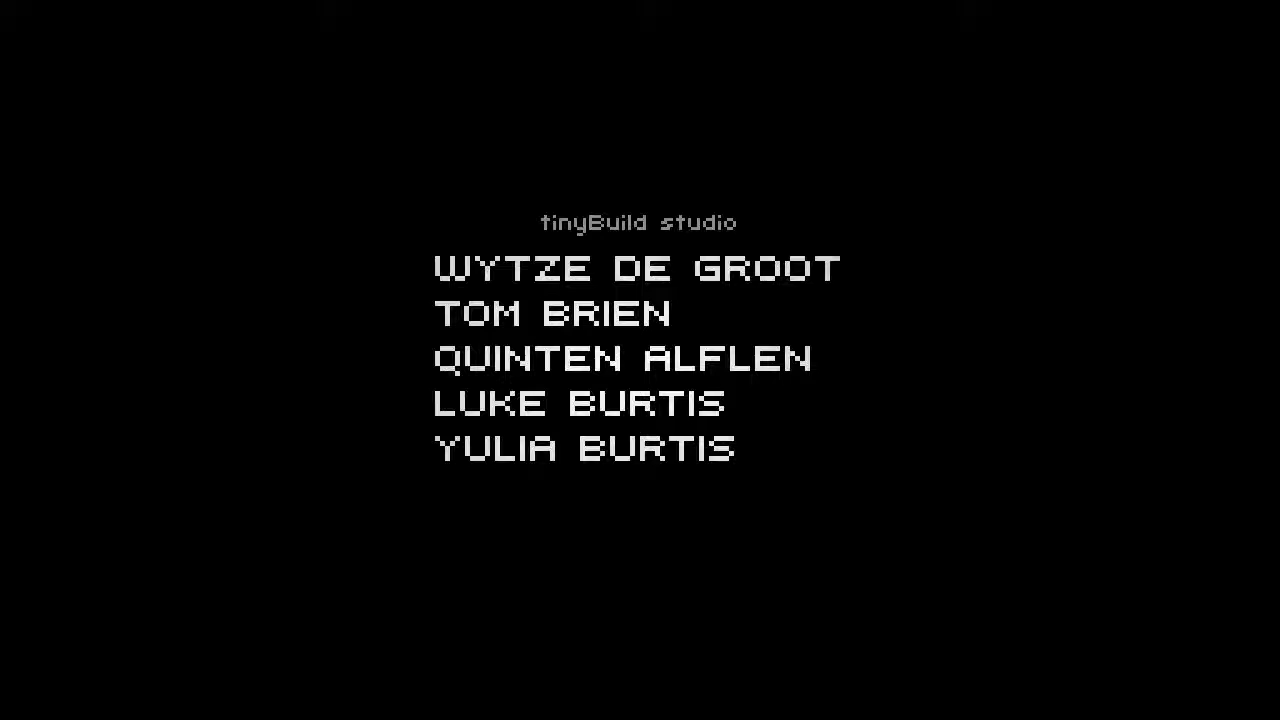 tinyBuild studio
WYTZE DE GROOT
TOM BRIEN
QUINTEN ALFLEN
LUKE BURTIS
YULIA BURTIS